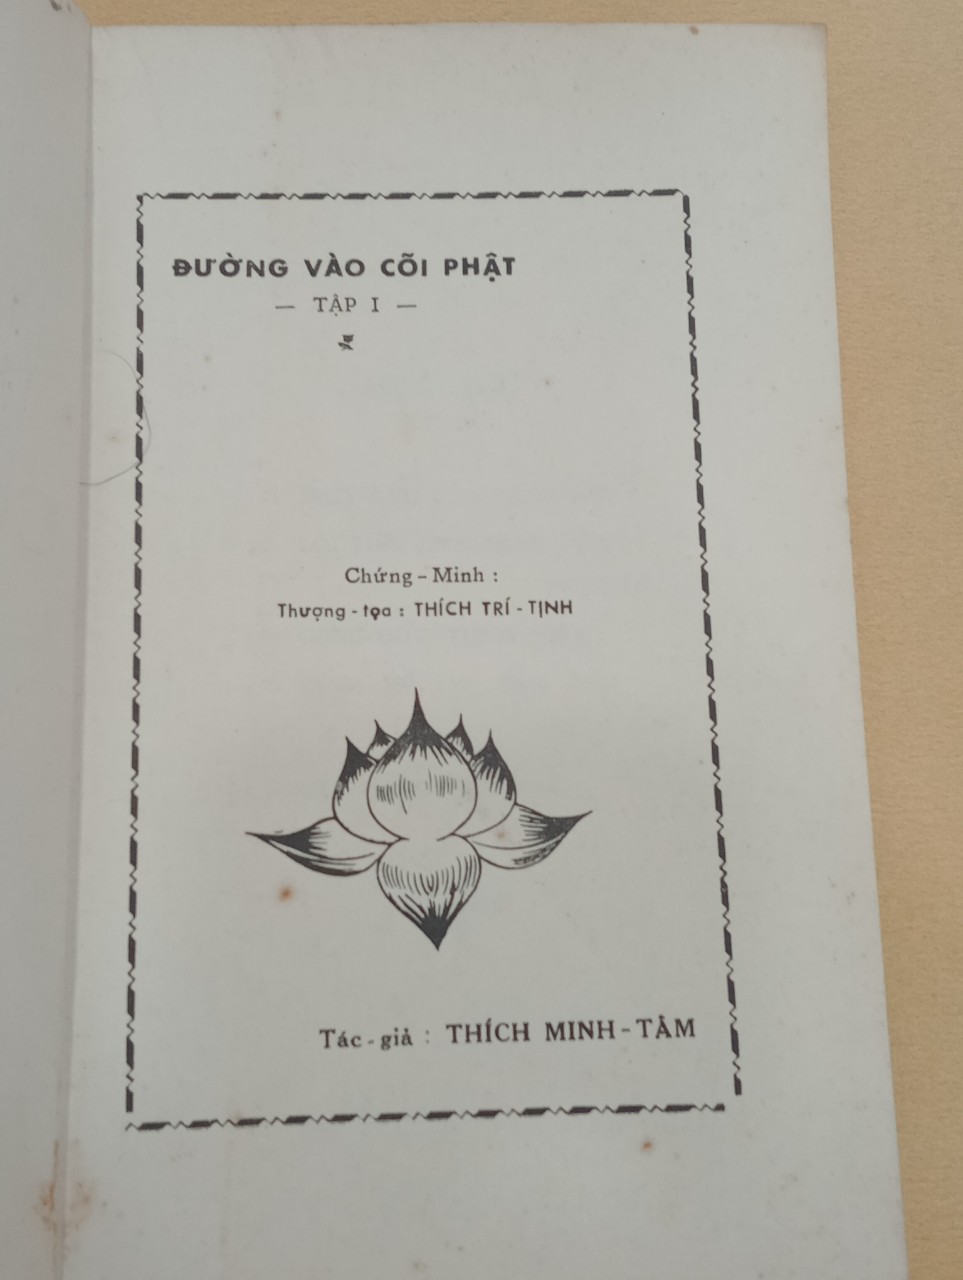 ĐƯỜNG VÀO CÕI PHẬT
— TẬP I —
Chứng - Minh :
Thượng - tọa : THÍCH TRÍ - TỊNH
Tác - giả : THÍCH MINH - TÂM